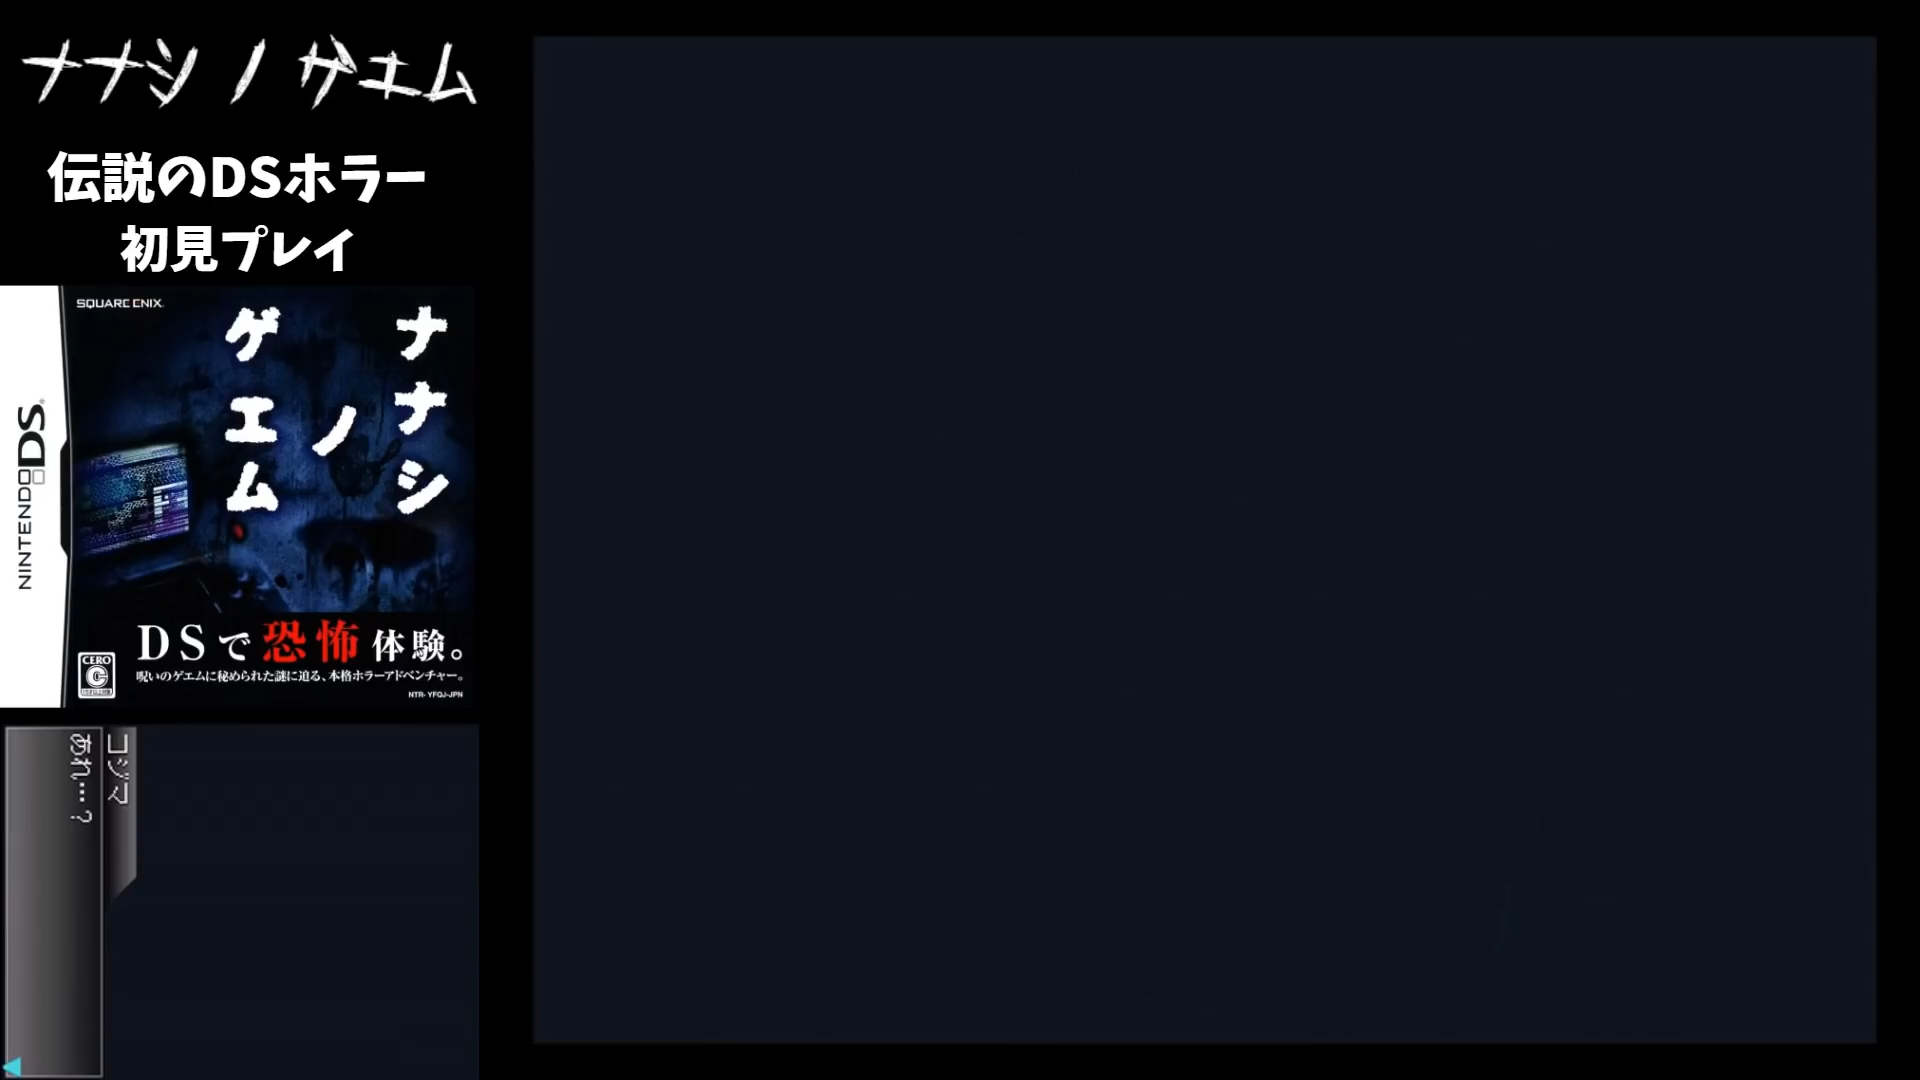 ナナシノゲエム
伝説のDSホラー
初見プレイ
SQUARE ENIX
ナナシ
ノ
ゲエム
NINTENDO DS
DSで恐怖体験。
呪いのゲエムに秘められた謎に迫る、本格ホラーアドベンチャー。
CERO
C
NTR-YFQJ-JPN
コジマ
あれ…？